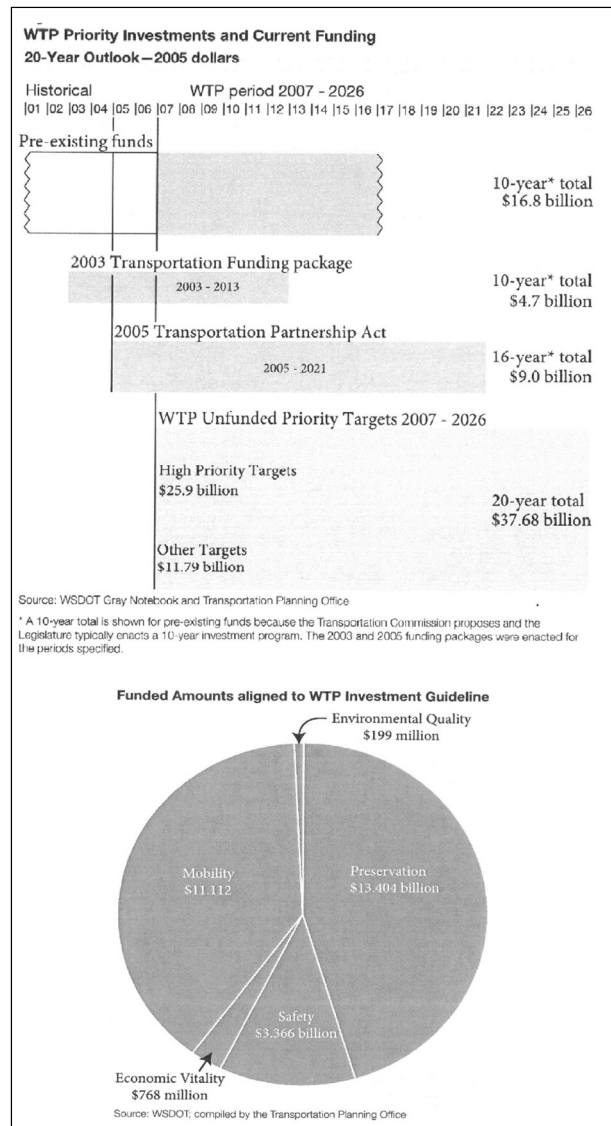 WTP Priority Investments and Current Funding
20-Year Outlook—2005 dollars
Historical WTP period 2007 - 2026
|01 |02 |03 |04 |05 |06 |07 |08 |09 |10 |11 |12 |13 |14 |15 |16 |17 |18 |19 |20 |21 |22 |23 |24 |25 |26
Pre-existing funds
10-year* total
$16.8 billion
2003 Transportation Funding package
2003 - 2013
10-year* total
$4.7 billion
2005 Transportation Partnership Act
2005 - 2021
16-year* total
$9.0 billion
WTP Unfunded Priority Targets 2007 - 2026
High Priority Targets
$25.9 billion
20-year total
$37.68 billion
Other Targets
$11.79 billion
Source: WSDOT Gray Notebook and Transportation Planning Office
* A 10-year total is shown for pre-existing funds because the Transportation Commission proposes and the
Legislature typically enacts a 10-year investment program. The 2003 and 2005 funding packages were enacted for
the periods specified.
Funded Amounts aligned to WTP Investment Guideline
Environmental Quality
$199 million
Mobility
$11.112
Preservation
$13.404 billion
Safety
$3.366 billion
Economic Vitality
$768 million
Source: WSDOT; compiled by the Transportation Planning Office